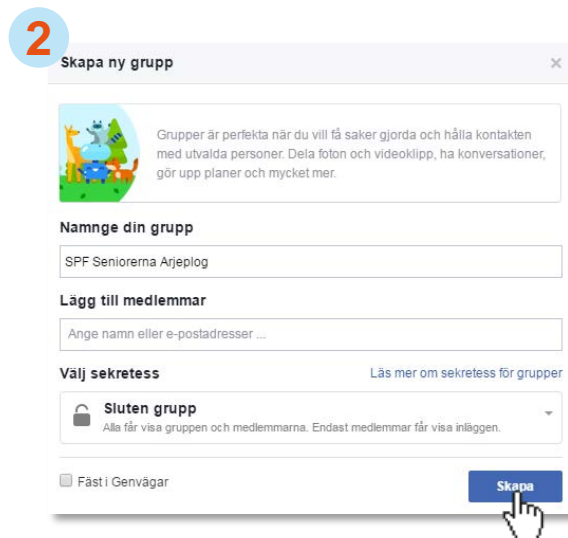 2
Skapa ny grupp
Grupper är perfekta när du vill få saker gjorda och hålla kontakten
med utvalda personer. Dela foton och videoklipp, ha konversationer,
gör upp planer och mycket mer.
Namnge din grupp
SPF Seniorerna Arjeplog
Lägg till medlemmar
Ange namn eller e-postadresser ...
Välj sekretess
Läs mer om sekretess för grupper
Sluten grupp
Alla får visa gruppen och medlemmarna. Endast medlemmar får visa inläggen.
Fäst i Genvägar
Skapa